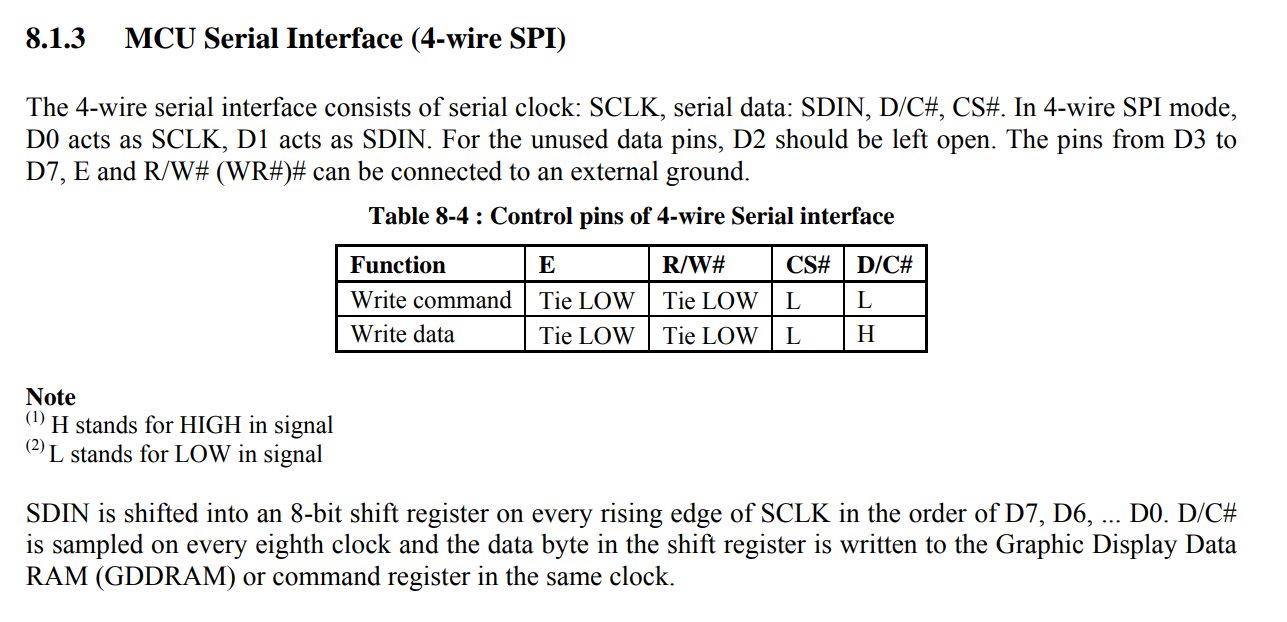 8.1.3 MCU Serial Interface (4-wire SPI)
The 4-wire serial interface consists of serial clock: SCLK, serial data: SDIN, D/C#, CS#. In 4-wire SPI mode,
D0 acts as SCLK, D1 acts as SDIN. For the unused data pins, D2 should be left open. The pins from D3 to
D7, E and R/W# (WR#)# can be connected to an external ground.
Table 8-4 : Control pins of 4-wire Serial interface
Function E R/W# CS# D/C#
Write command Tie LOW Tie LOW L L
Write data Tie LOW Tie LOW L H
Note
(1) H stands for HIGH in signal
(2) L stands for LOW in signal
SDIN is shifted into an 8-bit shift register on every rising edge of SCLK in the order of D7, D6, ... D0. D/C#
is sampled on every eighth clock and the data byte in the shift register is written to the Graphic Display Data
RAM (GDDRAM) or command register in the same clock.